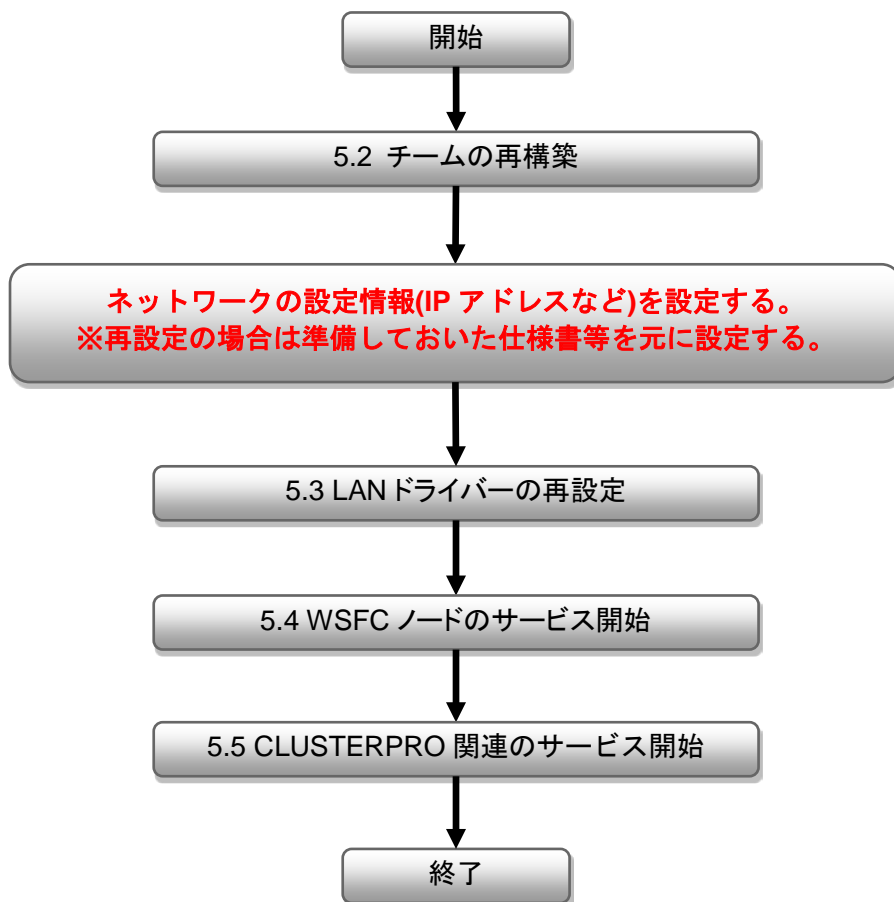 開始
5.2 チームの再構築
ネットワークの設定情報(IP アドレスなど)を設定する。
※再設定の場合は準備しておいた仕様書等を元に設定する。
5.3 LAN ドライバーの再設定
5.4 WSFC ノードのサービス開始
5.5 CLUSTERPRO 関連のサービス開始
終了